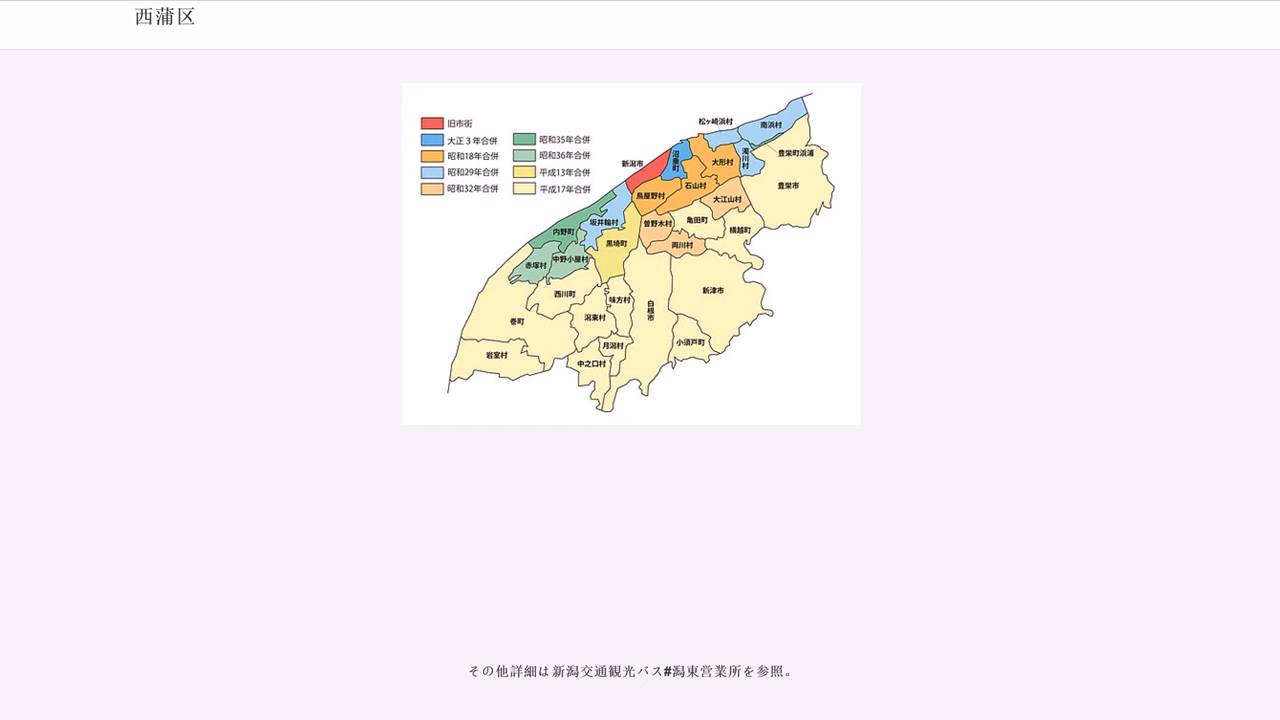 西蒲区
旧市街
大正３年合併
昭和18年合併
昭和29年合併
昭和32年合併
昭和35年合併
昭和36年合併
平成13年合併
平成17年合併
松ヶ崎浜村
南浜村
新潟市
沼垂町
大形村
濁川村
豊栄町浜浦
豊栄市
石山村
鳥屋野村
大江山村
坂井輪村
曽野木村
亀田町
横越町
内野町
黒埼町
両川村
赤塚村
中野小屋村
西川町
味方村
白根市
新津市
巻町
潟東村
岩室村
月潟村
小須戸町
中之口村
その他詳細は新潟交通観光バス#潟東営業所を参照。